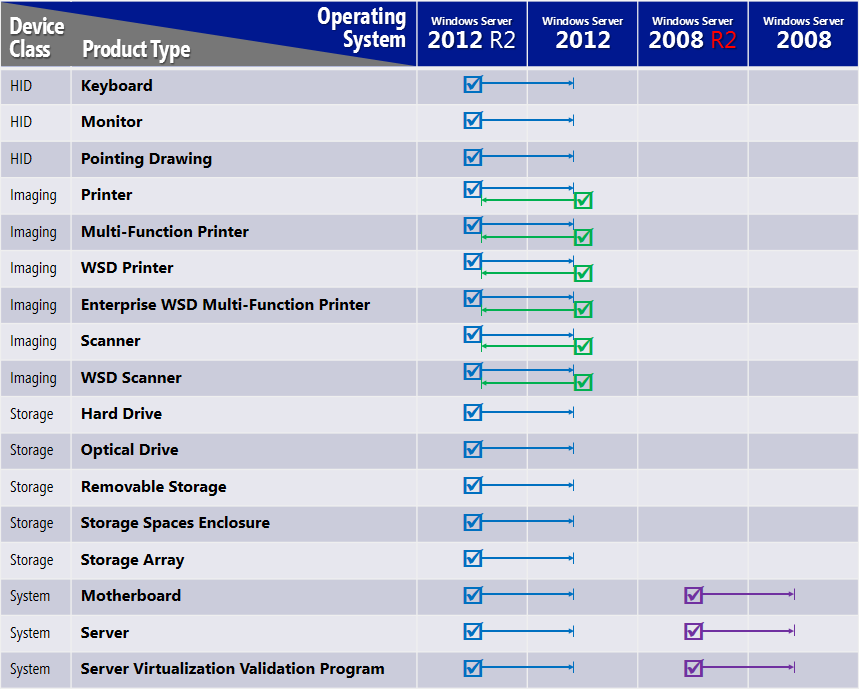 Device
Class
Product Type
Operating
System
Windows Server
2012 R2
Windows Server
2012
Windows Server
2008 R2
Windows Server
2008
HID Keyboard
HID Monitor
HID Pointing Drawing
Imaging Printer
Imaging Multi-Function Printer
Imaging WSD Printer
Imaging Enterprise WSD Multi-Function Printer
Imaging Scanner
Imaging WSD Scanner
Storage Hard Drive
Storage Optical Drive
Storage Removable Storage
Storage Storage Spaces Enclosure
Storage Storage Array
System Motherboard
System Server
System Server Virtualization Validation Program